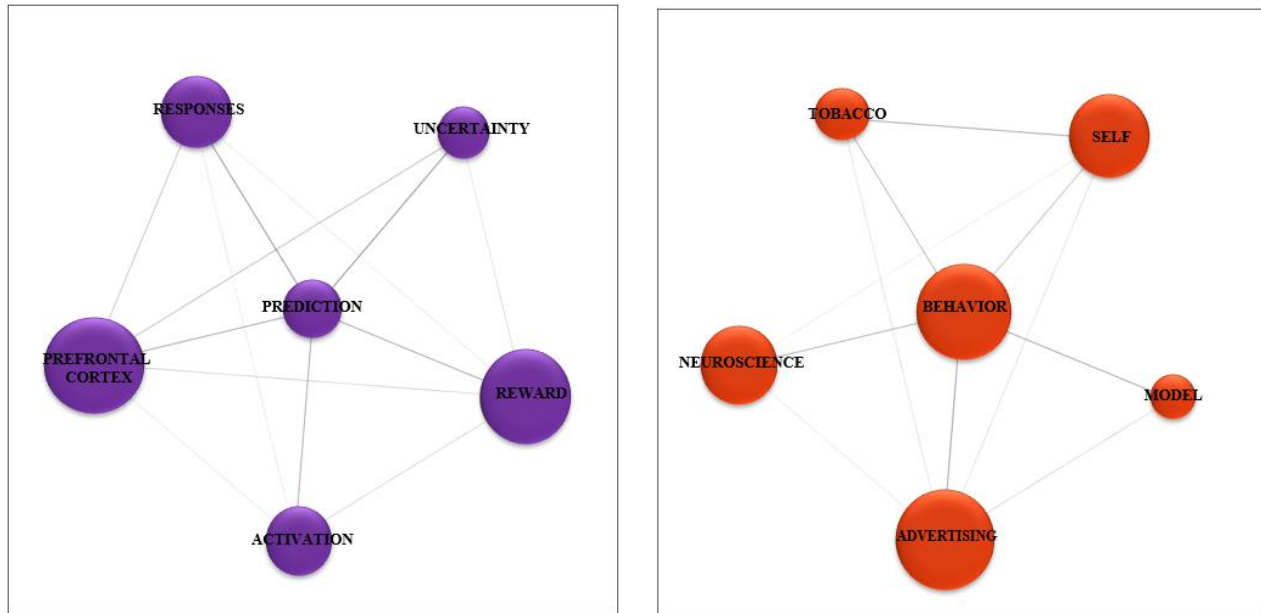 RESPONSES
UNCERTAINTY
PREDICTION
PREFRONTAL
CORTEX
REWARD
ACTIVATION
TOBACCO
SELF
BEHAVIOR
NEUROSCIENCE
MODEL
ADVERTISING